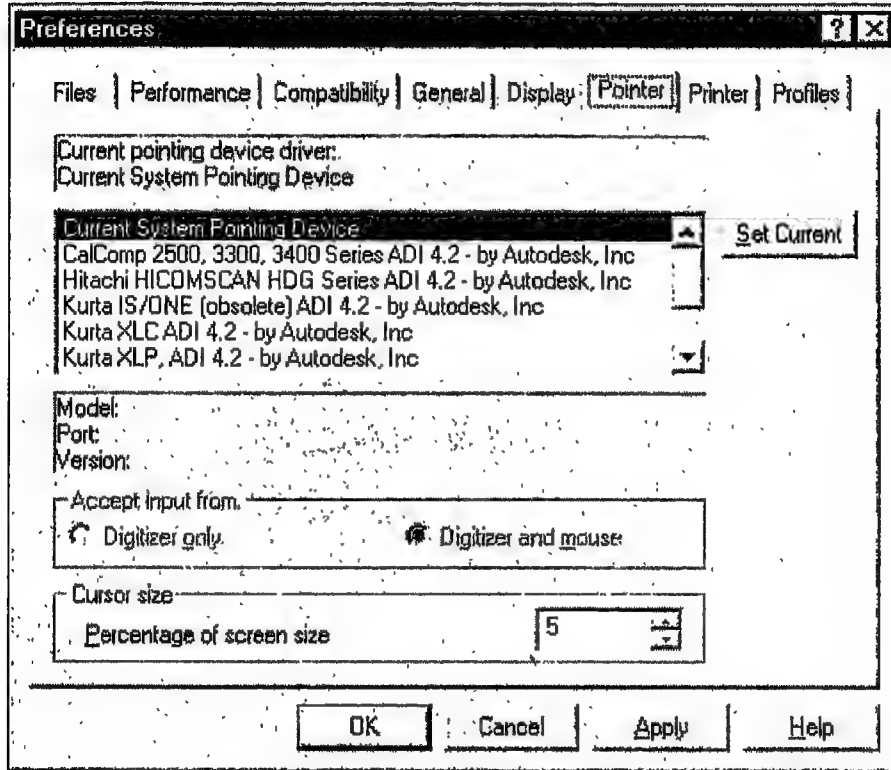 Preferences ? ×
Files Performance Compatibility General Display Pointer Printer Profiles
Current pointing device driver:
Current System Pointing Device
Current System Pointing Device
CalComp 2500, 3300, 3400 Series ADI 4.2 - by Autodesk, Inc
Hitachi HICOMSCAN HDG Series ADI 4.2 - by Autodesk, Inc
Kurta IS/ONE (obsolete) ADI 4.2 - by Autodesk, Inc
Kurta XLC ADI 4.2 - by Autodesk, Inc
Kurta XLP, ADI 4.2 - by Autodesk, Inc
Set Current
Model:
Port:
Version:
Accept input from
Digitizer only
Digitizer and mouse
Cursor size
Percentage of screen size 5
OK Cancel Apply Help